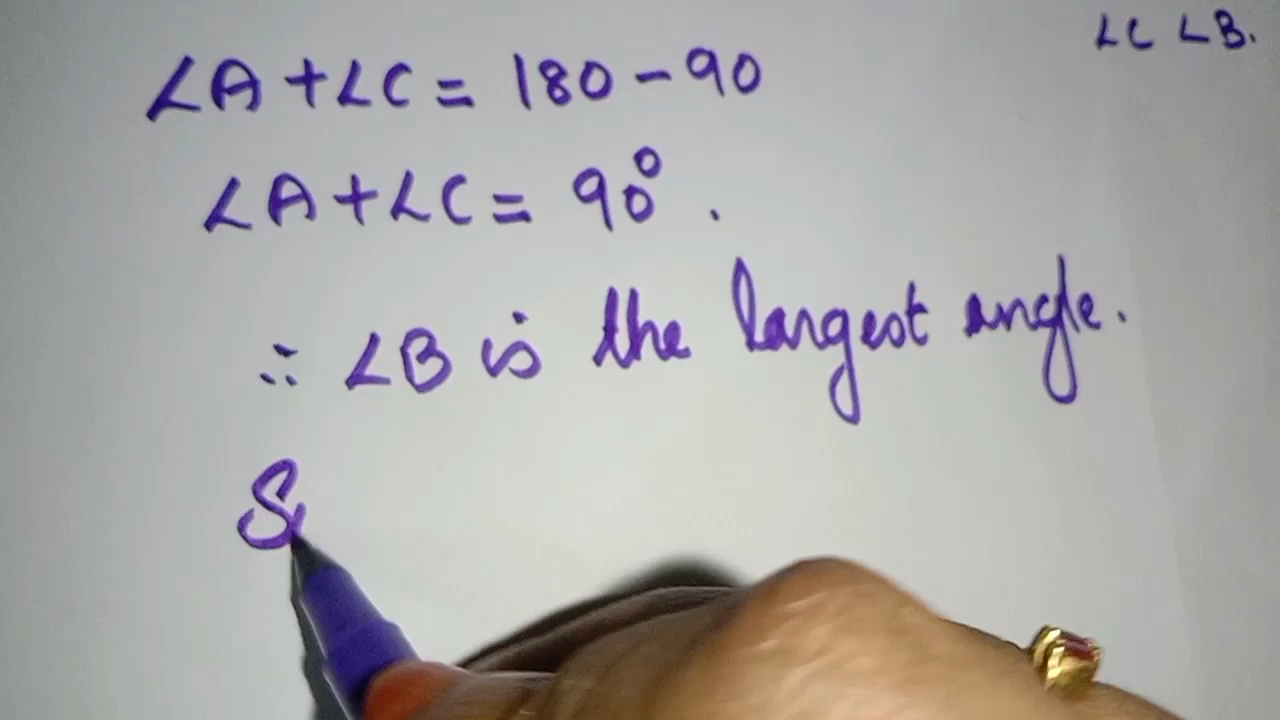 ∠C ∠B.
∠A + ∠C = 180 - 90
∠A + ∠C = 90° .
∴ ∠B is the largest angle.
S